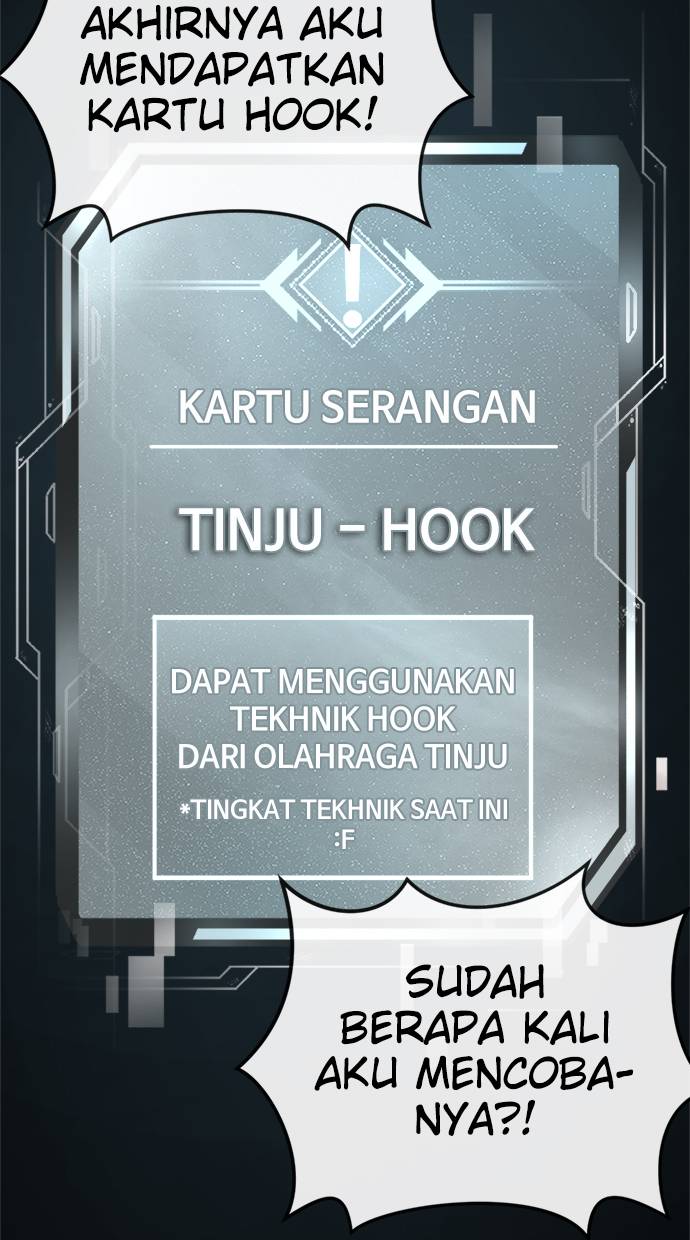 AKHIRNYA AKU
MENDAPATKAN
KARTU HOOK!
!
KARTU SERANGAN
TINJU - HOOK
DAPAT MENGGUNAKAN
TEKHNIK HOOK
DARI OLAHRAGA TINJU
*TINGKAT TEKHNIK SAAT INI
:F
SUDAH
BERAPA KALI
AKU MENCOBA-
NYA?!